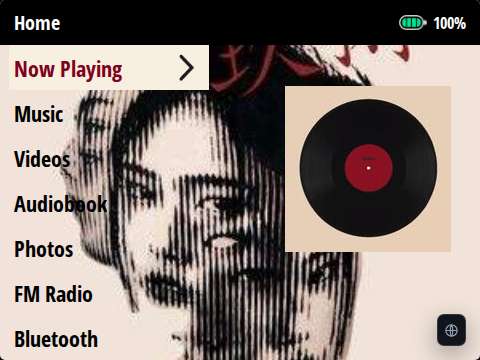 Home
100%
Now Playing
Music
Videos
Audiobook
Photos
FM Radio
Bluetooth